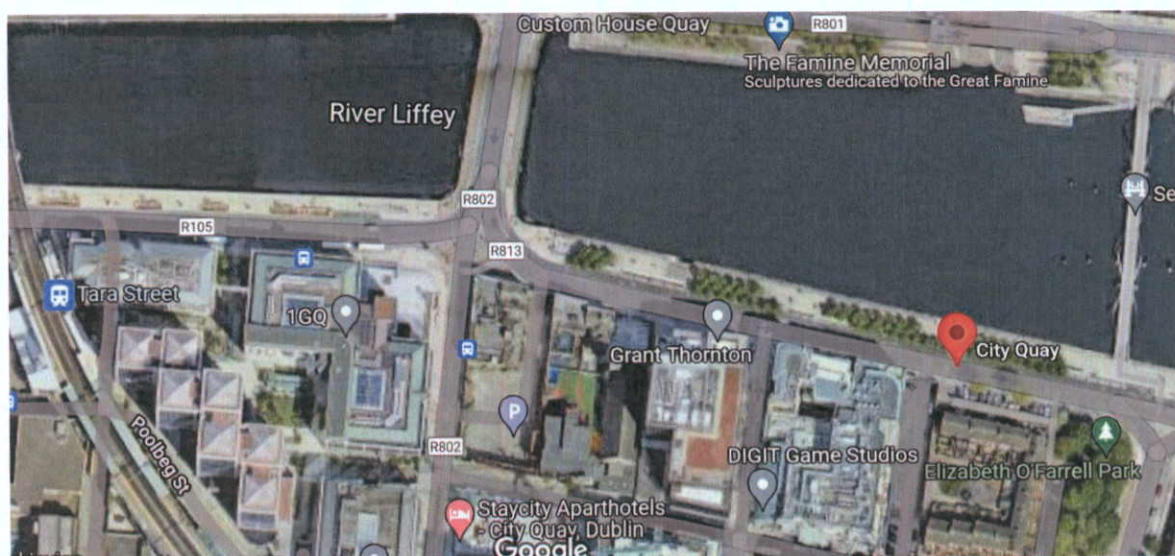 Custom House Quay
R801
The Famine Memorial
Sculptures dedicated to the Great Famine
River Liffey
R802
Se
R105
R813
Tara Street
1GQ
Grant Thornton
City Quay
P
Poolbeg St
R802
DIGIT Game Studios
Elizabeth O'Farrell Park
Staycity Aparthotels
- City Quay, Dublin
Google